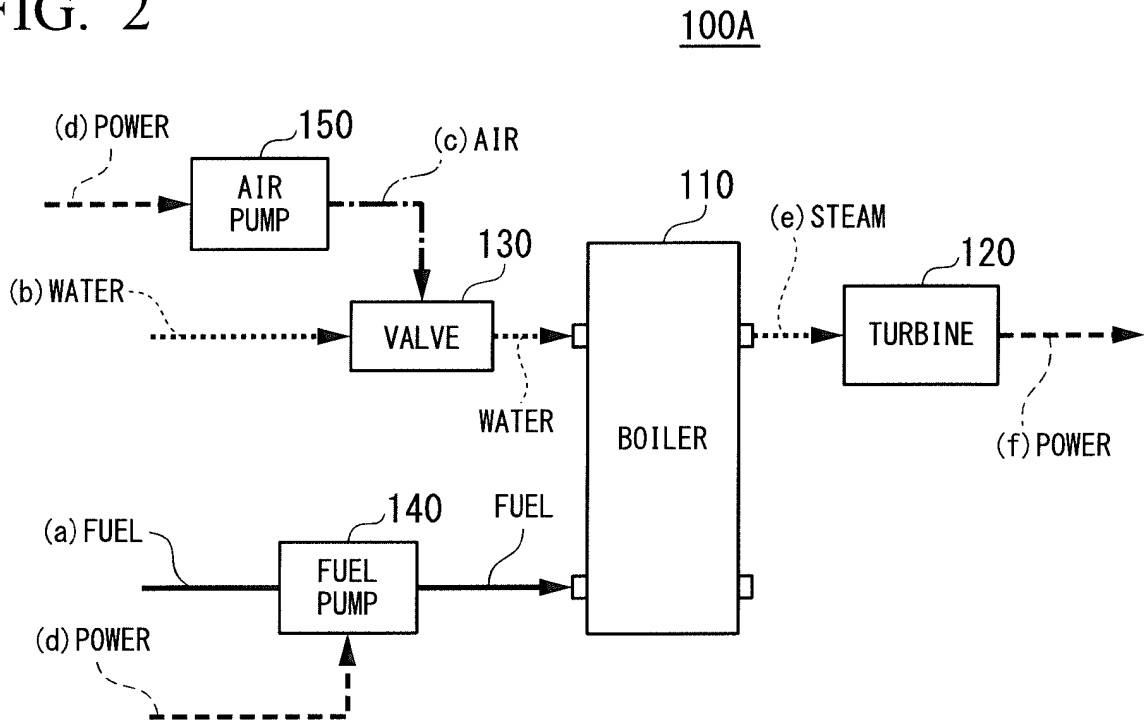 FIG. 2
100A
(d) POWER
150
(c) AIR
AIR
PUMP
110
(e) STEAM
130
120
(b) WATER
VALVE
TURBINE
WATER
BOILER
(f) POWER
140
FUEL
(a) FUEL
FUEL
PUMP
(d) POWER